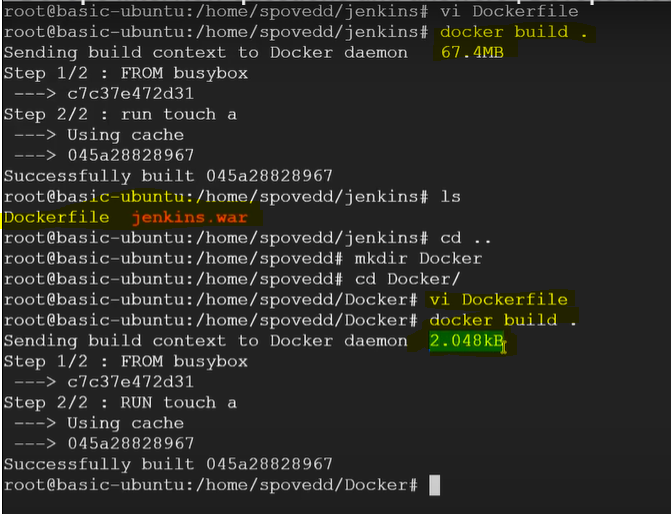 root@basic-ubuntu:/home/spovedd/jenkins# vi Dockerfile
root@basic-ubuntu:/home/spovedd/jenkins# docker build .
Sending build context to Docker daemon   67.4MB
Step 1/2 : FROM busybox
 ---> c7c37e472d31
Step 2/2 : run touch a
 ---> Using cache
 ---> 045a28828967
Successfully built 045a28828967
root@basic-ubuntu:/home/spovedd/jenkins# ls
Dockerfile  jenkins.war
root@basic-ubuntu:/home/spovedd/jenkins# cd ..
root@basic-ubuntu:/home/spovedd# mkdir Docker
root@basic-ubuntu:/home/spovedd# cd Docker/
root@basic-ubuntu:/home/spovedd/Docker# vi Dockerfile
root@basic-ubuntu:/home/spovedd/Docker# docker build .
Sending build context to Docker daemon  2.048kB
Step 1/2 : FROM busybox
 ---> c7c37e472d31
Step 2/2 : RUN touch a
 ---> Using cache
 ---> 045a28828967
Successfully built 045a28828967
root@basic-ubuntu:/home/spovedd/Docker#